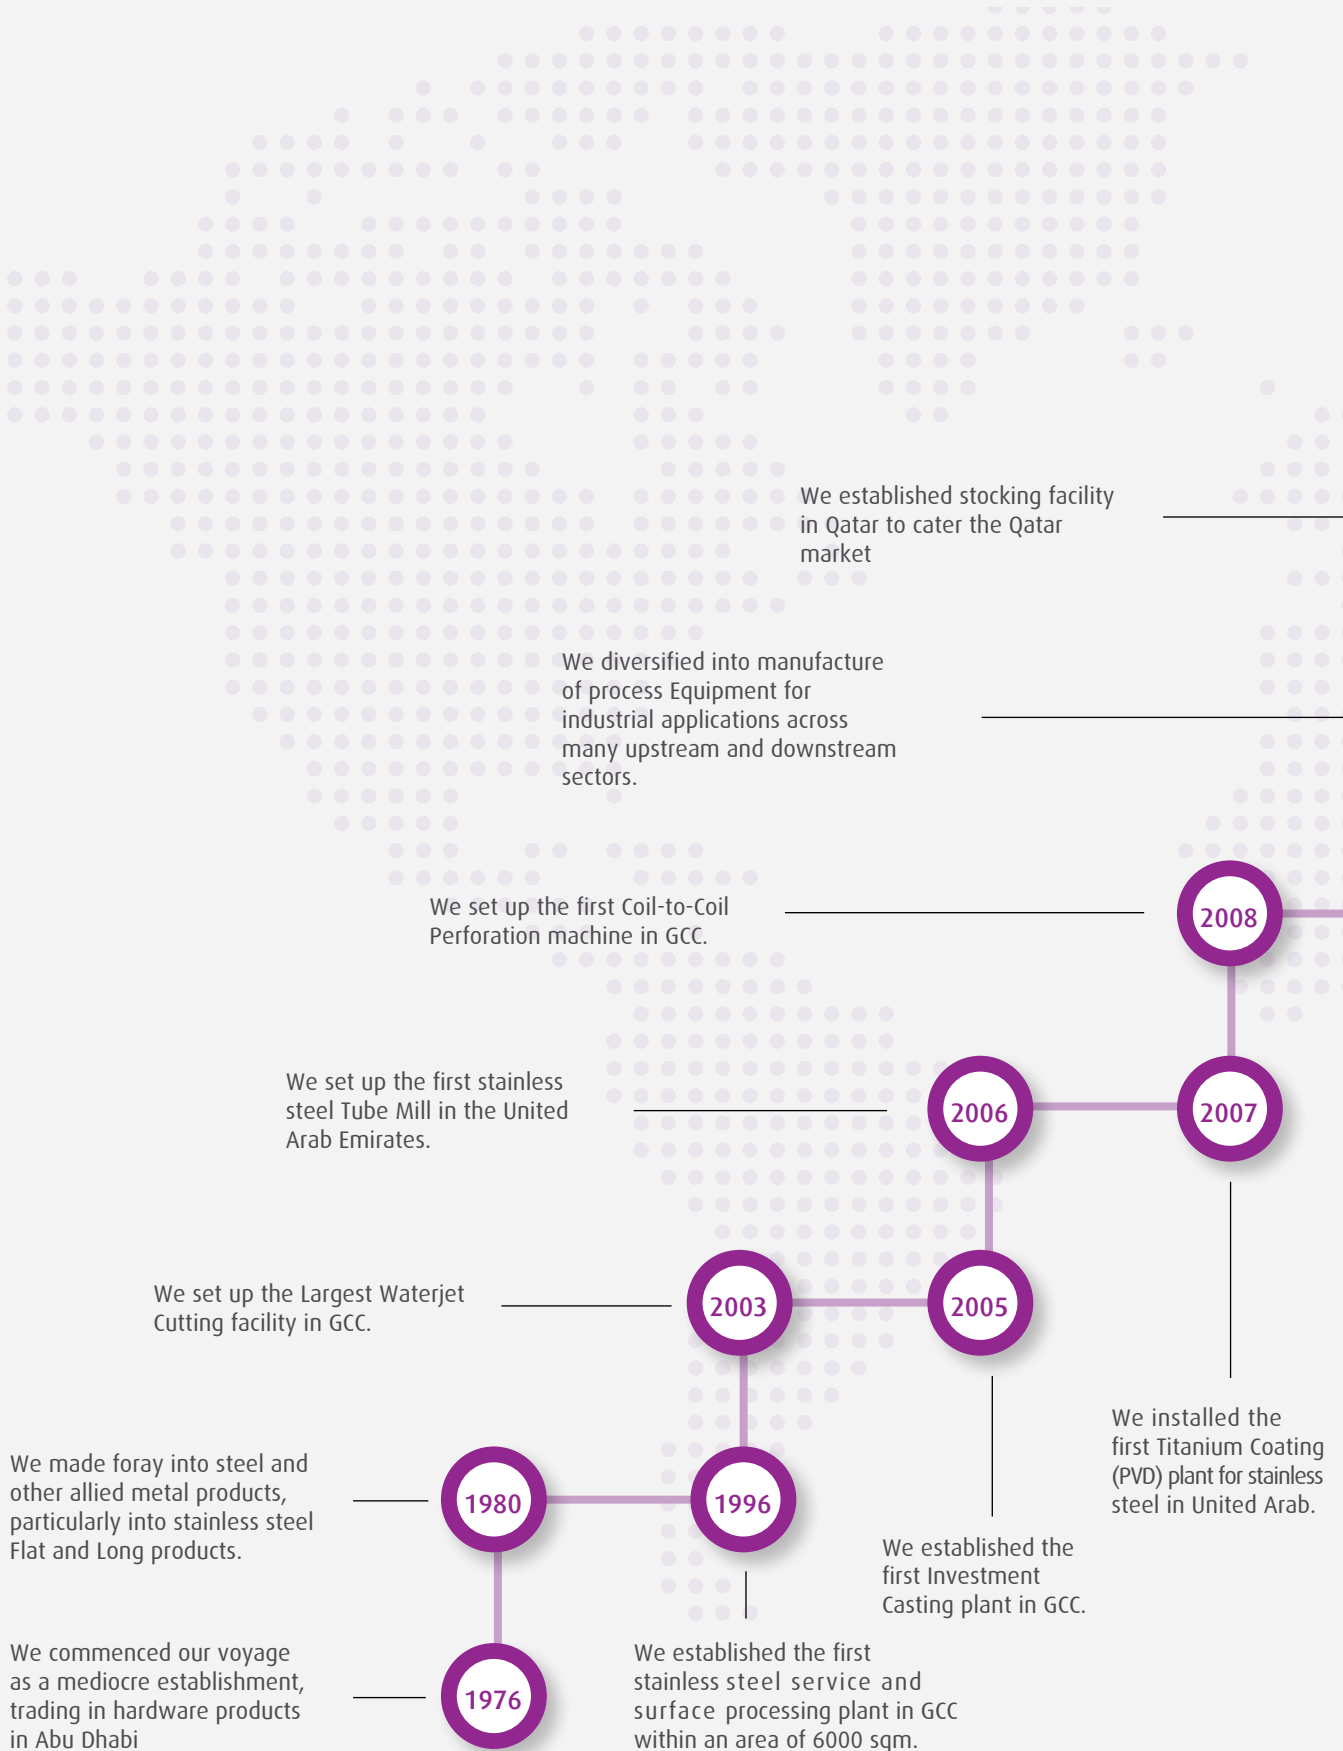 We established stocking facility
in Qatar to cater the Qatar
market
We diversified into manufacture
of process Equipment for
industrial applications across
many upstream and downstream
sectors.
We set up the first Coil-to-Coil
Perforation machine in GCC.
2008
We set up the first stainless
steel Tube Mill in the United
Arab Emirates.
2006
2007
We set up the Largest Waterjet
Cutting facility in GCC.
2003
2005
We installed the
first Titanium Coating
(PVD) plant for stainless
steel in United Arab.
We made foray into steel and
other allied metal products,
particularly into stainless steel
Flat and Long products.
1980
1996
We established the
first Investment
Casting plant in GCC.
We commenced our voyage
as a mediocre establishment,
trading in hardware products
in Abu Dhabi
1976
We established the first
stainless steel service and
surface processing plant in GCC
within an area of 6000 sqm.